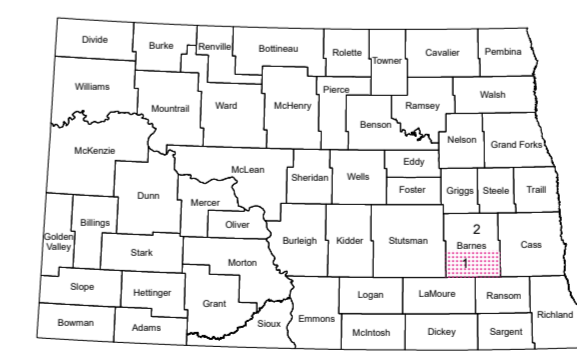 Divide
Burke
Renville
Bottineau
Rolette
Towner
Cavalier
Pembina
Williams
Mountrail
Ward
McHenry
Pierce
Benson
Ramsey
Walsh
Nelson
Grand Forks
McKenzie
McLean
Sheridan
Wells
Eddy
Foster
Griggs
Steele
Traill
Dunn
Mercer
Oliver
Golden
Valley
Billings
Stark
Morton
Burleigh
Kidder
Stutsman
2
Barnes
1
Cass
Slope
Hettinger
Grant
Sioux
Emmons
Logan
LaMoure
Ransom
Richland
Bowman
Adams
McIntosh
Dickey
Sargent